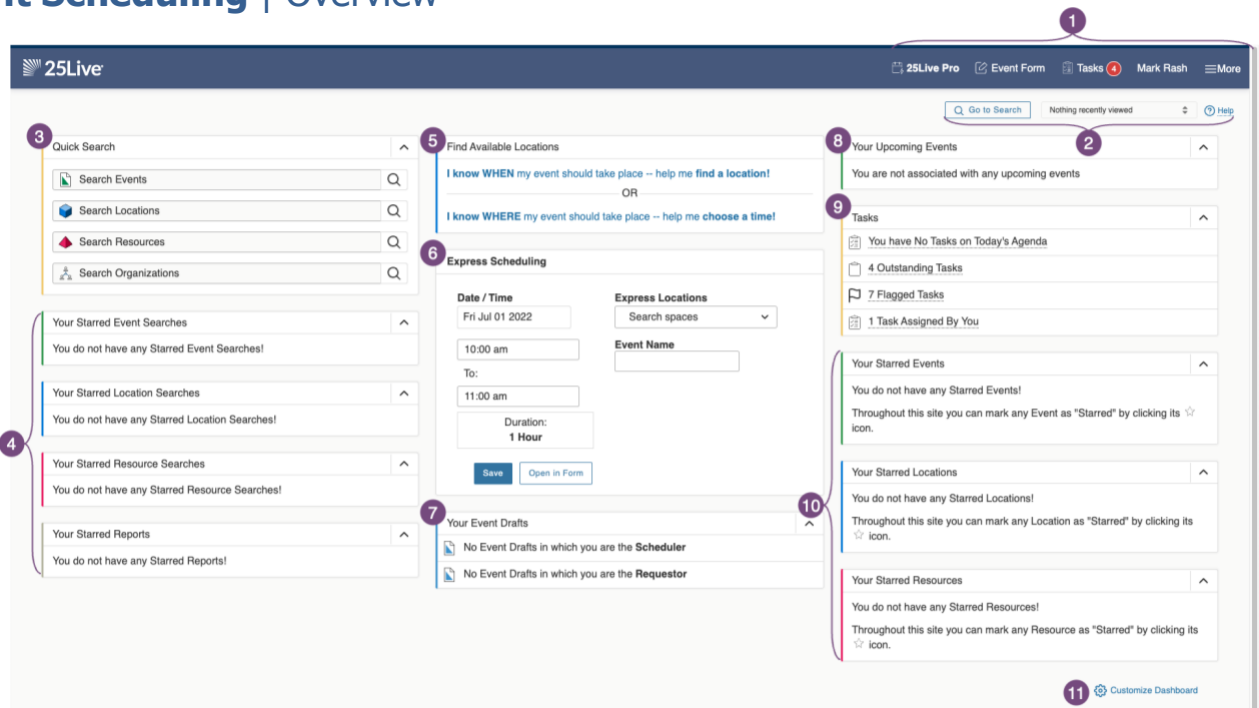 nt Scheduling | Overview
1
25Live
25Live Pro Event Form Tasks 4 Mark Rash More
Go to Search Nothing recently viewed Help
2
3
Quick Search
Search Events
Search Locations
Search Resources
Search Organizations
4
Your Starred Event Searches
You do not have any Starred Event Searches!
Your Starred Location Searches
You do not have any Starred Location Searches!
Your Starred Resource Searches
You do not have any Starred Resource Searches!
Your Starred Reports
You do not have any Starred Reports!
5
Find Available Locations
I know WHEN my event should take place -- help me find a location!
OR
I know WHERE my event should take place -- help me choose a time!
6
Express Scheduling
Date / Time
Fri Jul 01 2022
10:00 am
To:
11:00 am
Duration:
1 Hour
Express Locations
Search spaces
Event Name
Save Open in Form
7
Your Event Drafts
No Event Drafts in which you are the Scheduler
No Event Drafts in which you are the Requestor
8
Your Upcoming Events
You are not associated with any upcoming events
9
Tasks
You have No Tasks on Today's Agenda
4 Outstanding Tasks
7 Flagged Tasks
1 Task Assigned By You
10
Your Starred Events
You do not have any Starred Events!
Throughout this site you can mark any Event as "Starred" by clicking its ☆
icon.
Your Starred Locations
You do not have any Starred Locations!
Throughout this site you can mark any Location as "Starred" by clicking its
☆ icon.
Your Starred Resources
You do not have any Starred Resources!
Throughout this site you can mark any Resource as "Starred" by clicking its
☆ icon.
11
Customize Dashboard